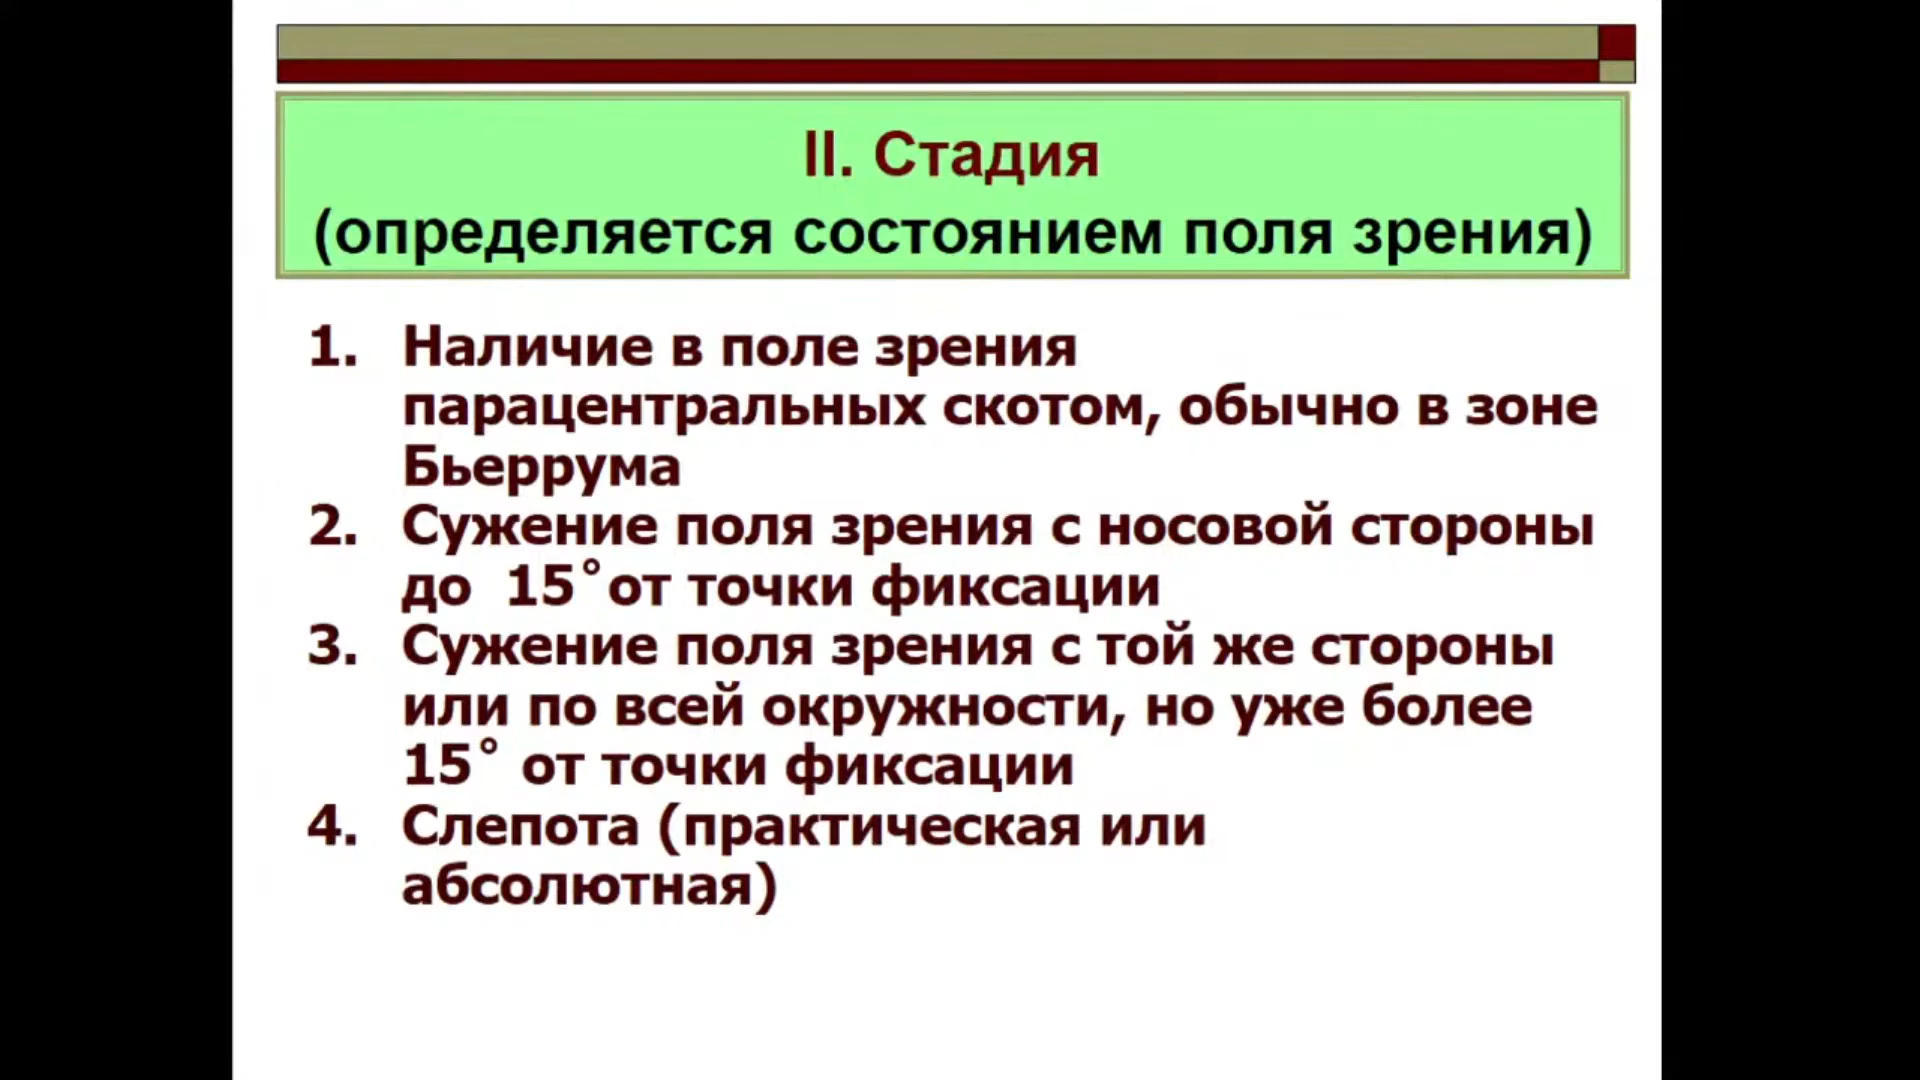 II. Стадия
(определяется состоянием поля зрения)
1. Наличие в поле зрения
парацентральных скотом, обычно в зоне
Бьеррума
2. Сужение поля зрения с носовой стороны
до 15˚от точки фиксации
3. Сужение поля зрения с той же стороны
или по всей окружности, но уже более
15˚ от точки фиксации
4. Слепота (практическая или
абсолютная)